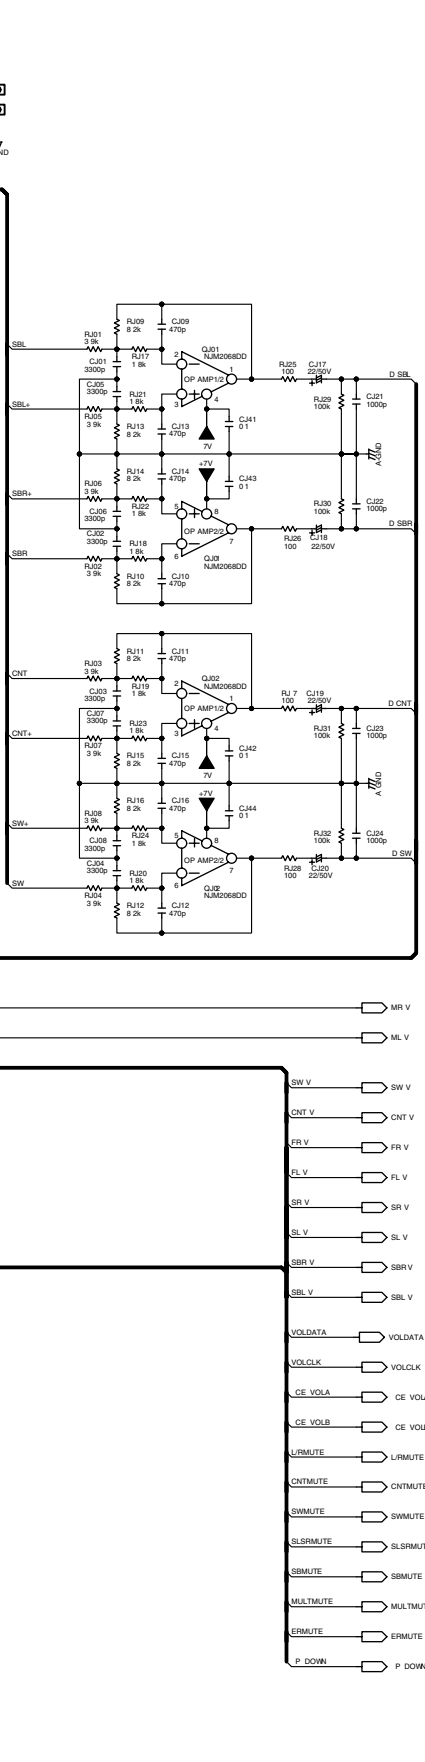 ND
RJ09
8 2k
CJ09
470p
SBL
RJ01
3 9k
CJ01
3300p
RJ17
1 8k
QJ01
NJM2068DD
2
1
OP AMP1/2
3
4
CJ05
3300p
RJ21
1 8k
SBL+
RJ05
3 9k
RJ13
8 2k
CJ13
470p
7V
CJ41
0 1
RJ25
100
CJ17
22/50V
RJ29
100k
CJ21
1000p
D SBL
A-GND
RJ14
8 2k
CJ14
470p
+7V
CJ43
0 1
SBR+
RJ06
3 9k
CJ06
3300p
RJ22
1 8k
5
8
OP AMP2/2
7
6
QJ01
NJM2068DD
CJ02
3300p
RJ18
1 8k
SBR
RJ02
3 9k
RJ10
8 2k
CJ10
470p
RJ26
100
CJ18
22/50V
RJ30
100k
CJ22
1000p
D SBR
RJ11
8 2k
CJ11
470p
CNT
RJ03
3 9k
CJ03
3300p
RJ19
1 8k
QJ02
NJM2068DD
2
1
OP AMP1/2
3
4
CJ07
3300p
RJ23
1 8k
CNT+
RJ07
3 9k
RJ15
8 2k
CJ15
470p
7V
CJ42
0 1
RJ 7
100
CJ19
22/50V
RJ31
100k
CJ23
1000p
D CNT
A GND
RJ16
8 2k
CJ16
470p
+7V
CJ44
0 1
SW+
RJ08
3 9k
CJ08
3300p
RJ24
1 8k
5
8
OP AMP2/2
7
6
QJ02
NJM2068DD
CJ04
3300p
RJ20
1 8k
SW
RJ04
3 9k
RJ12
8 2k
CJ12
470p
RJ28
100
CJ20
22/50V
RJ32
100k
CJ24
1000p
D SW
MR V
ML V
SW V SW V
CNT V CNT V
FR V FR V
FL V FL V
SR V SR V
SL V SL V
SBR V SBR V
SBL V SBL V
VOLDATA VOLDATA
VOLCLK VOLCLK
CE VOLA CE VOL
CE VOLB CE VOL
L/RMUTE L/RMUTE
CNTMUTE CNTMUTE
SWMUTE SWMUTE
SLSRMUTE SLSRMUT
SBMUTE SBMUTE
MULTMUTE MULTMUT
ERMUTE ERMUTE
P DOWN P DOWN